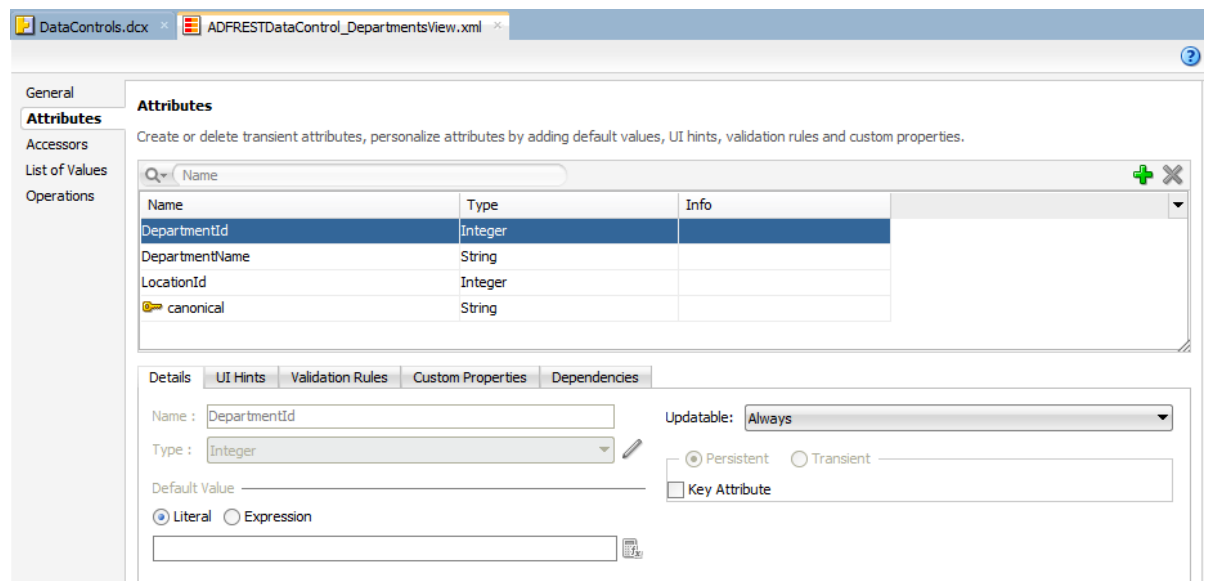 DataControls.dcx ADFRESTDataControl_DepartmentsView.xml
General
Attributes
Accessors
List of Values
Operations
Attributes
Create or delete transient attributes, personalize attributes by adding default values, UI hints, validation rules and custom properties.
Name
Name Type Info
DepartmentId Integer
DepartmentName String
LocationId Integer
canonical String
Details UI Hints Validation Rules Custom Properties Dependencies
Name : DepartmentId Updatable: Always
Type : Integer Persistent Transient
Default Value Key Attribute
Literal Expression